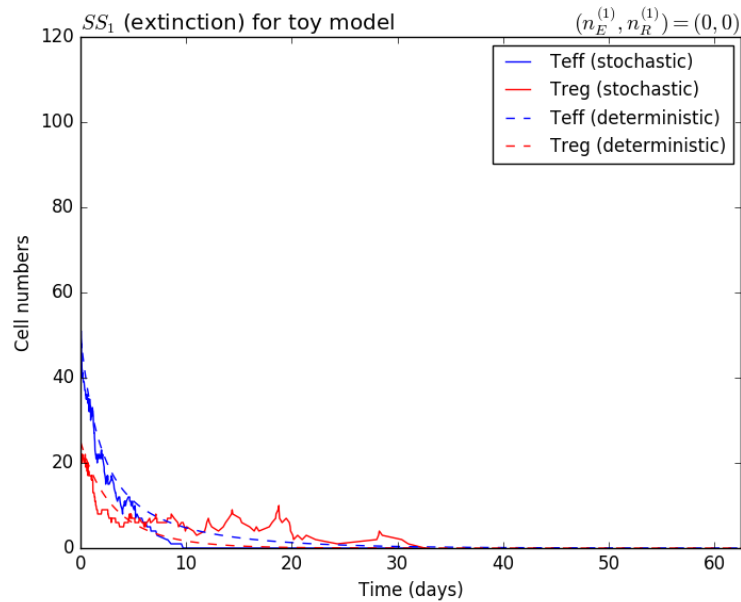 SS₁ (extinction) for toy model
(n_E^{(1)}, n_R^{(1)}) = (0, 0)
120
100
80
60
40
20
0
Cell numbers
Teff (stochastic)
Treg (stochastic)
Teff (deterministic)
Treg (deterministic)
0 10 20 30 40 50 60
Time (days)